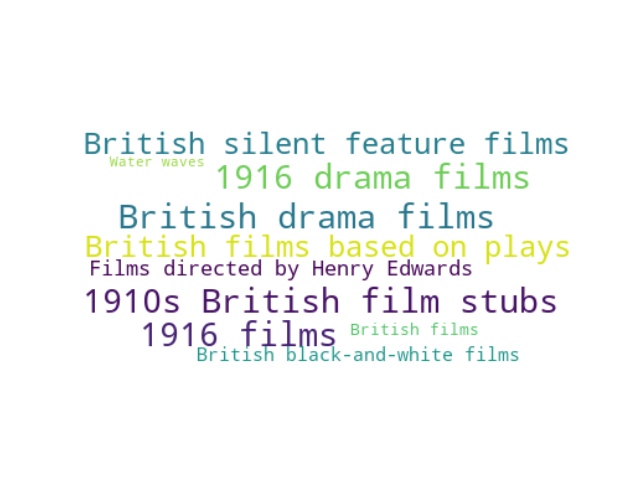 British silent feature films
Water waves
1916 drama films
British drama films
British films based on plays
Films directed by Henry Edwards
1910s British film stubs
1916 films
British films
British black-and-white films